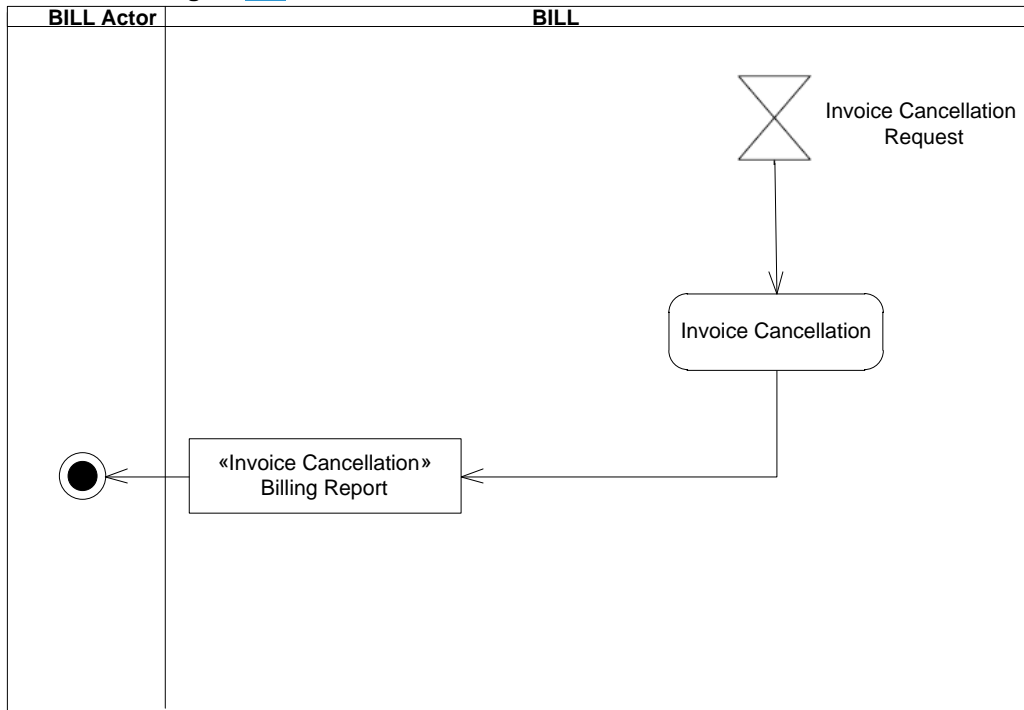 BILL Actor
BILL
Invoice Cancellation
Request
Invoice Cancellation
«Invoice Cancellation»
Billing Report